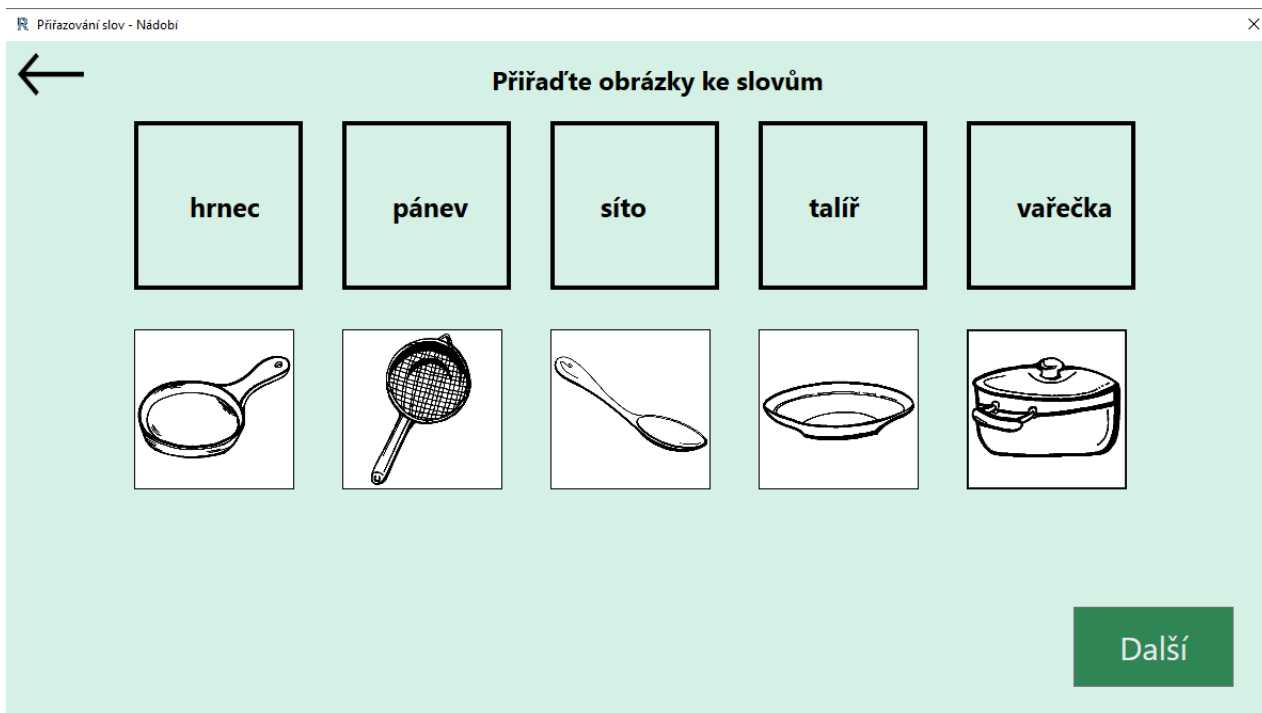 Přiřazování slov - Nádobí
Přiřaďte obrázky ke slovům
hrnec
pánev
síto
talíř
vařečka
Další